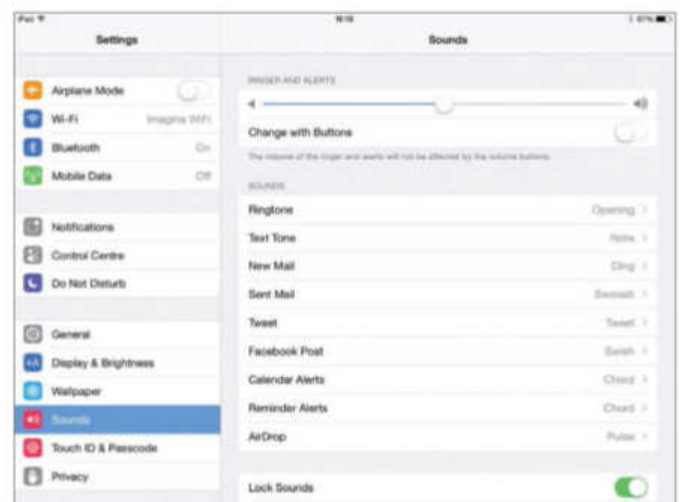 iPad
16:18
Settings
Sounds
Airplane Mode
Wi-Fi Imagine WiFi
Bluetooth On
Mobile Data Off
Notifications
Control Centre
Do Not Disturb
General
Display & Brightness
Wallpaper
Sounds
Touch ID & Passcode
Privacy
RINGER AND ALERTS
Change with Buttons
The volume of the ringer and alerts will not be affected by the volume buttons.
SOUNDS
Ringtone Opening
Text Tone Note
New Mail Ding
Sent Mail Swoosh
Tweet Tweet
Facebook Post Swish
Calendar Alerts Chord
Reminder Alerts Chord
AirDrop Pulse
Lock Sounds